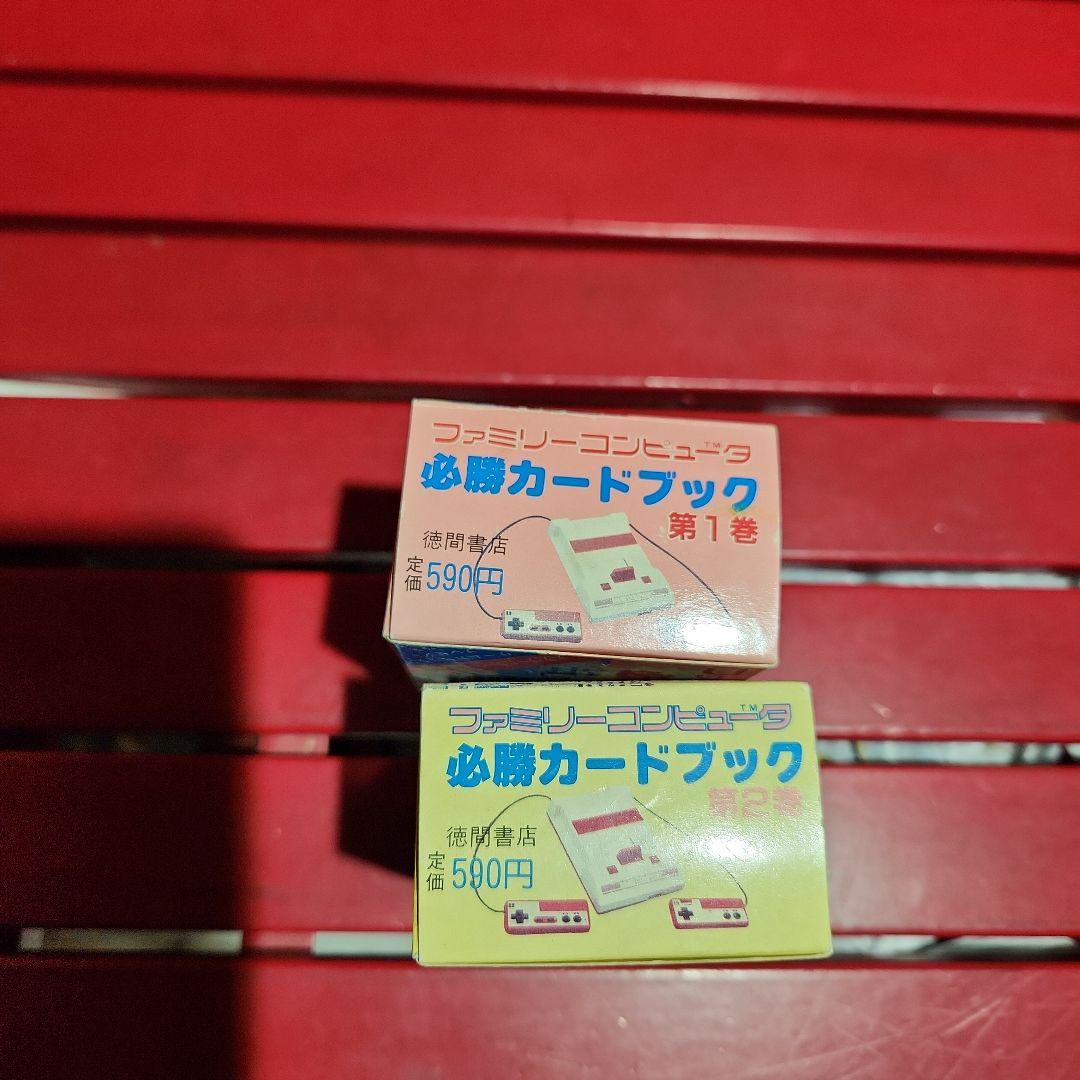 ファミリーコンピュータ™
必勝カードブック
第1巻
徳間書店
定価590円
ファミリーコンピュータ™
必勝カードブック
第2巻
徳間書店
定価590円